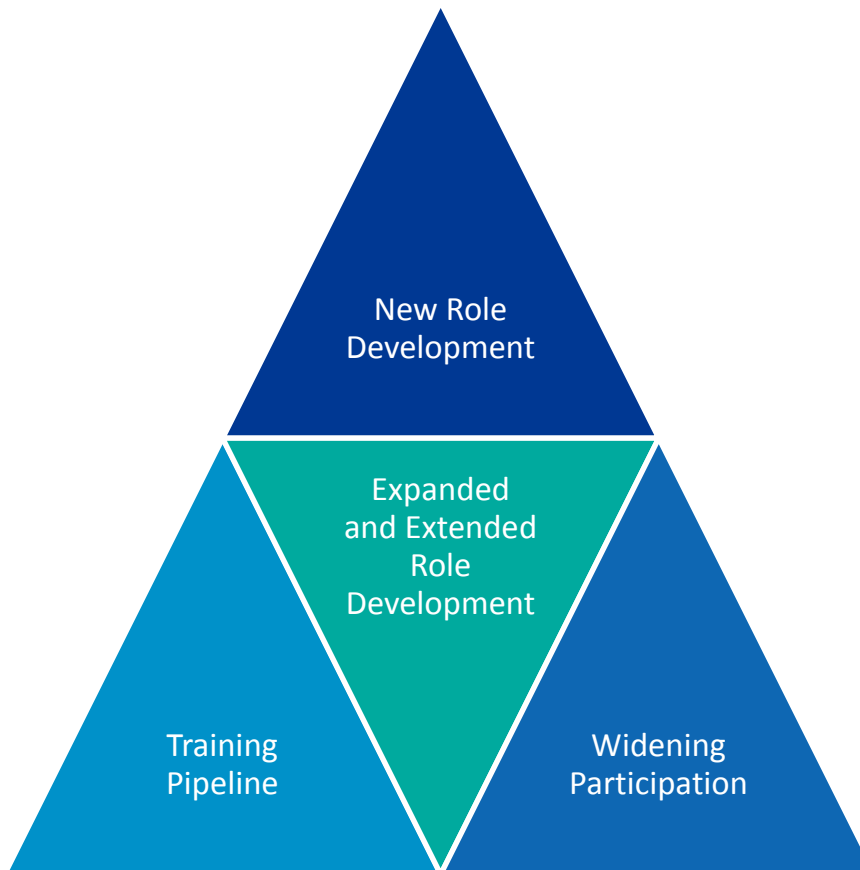 New Role
Development
Expanded
and Extended
Role
Development
Training
Pipeline
Widening
Participation